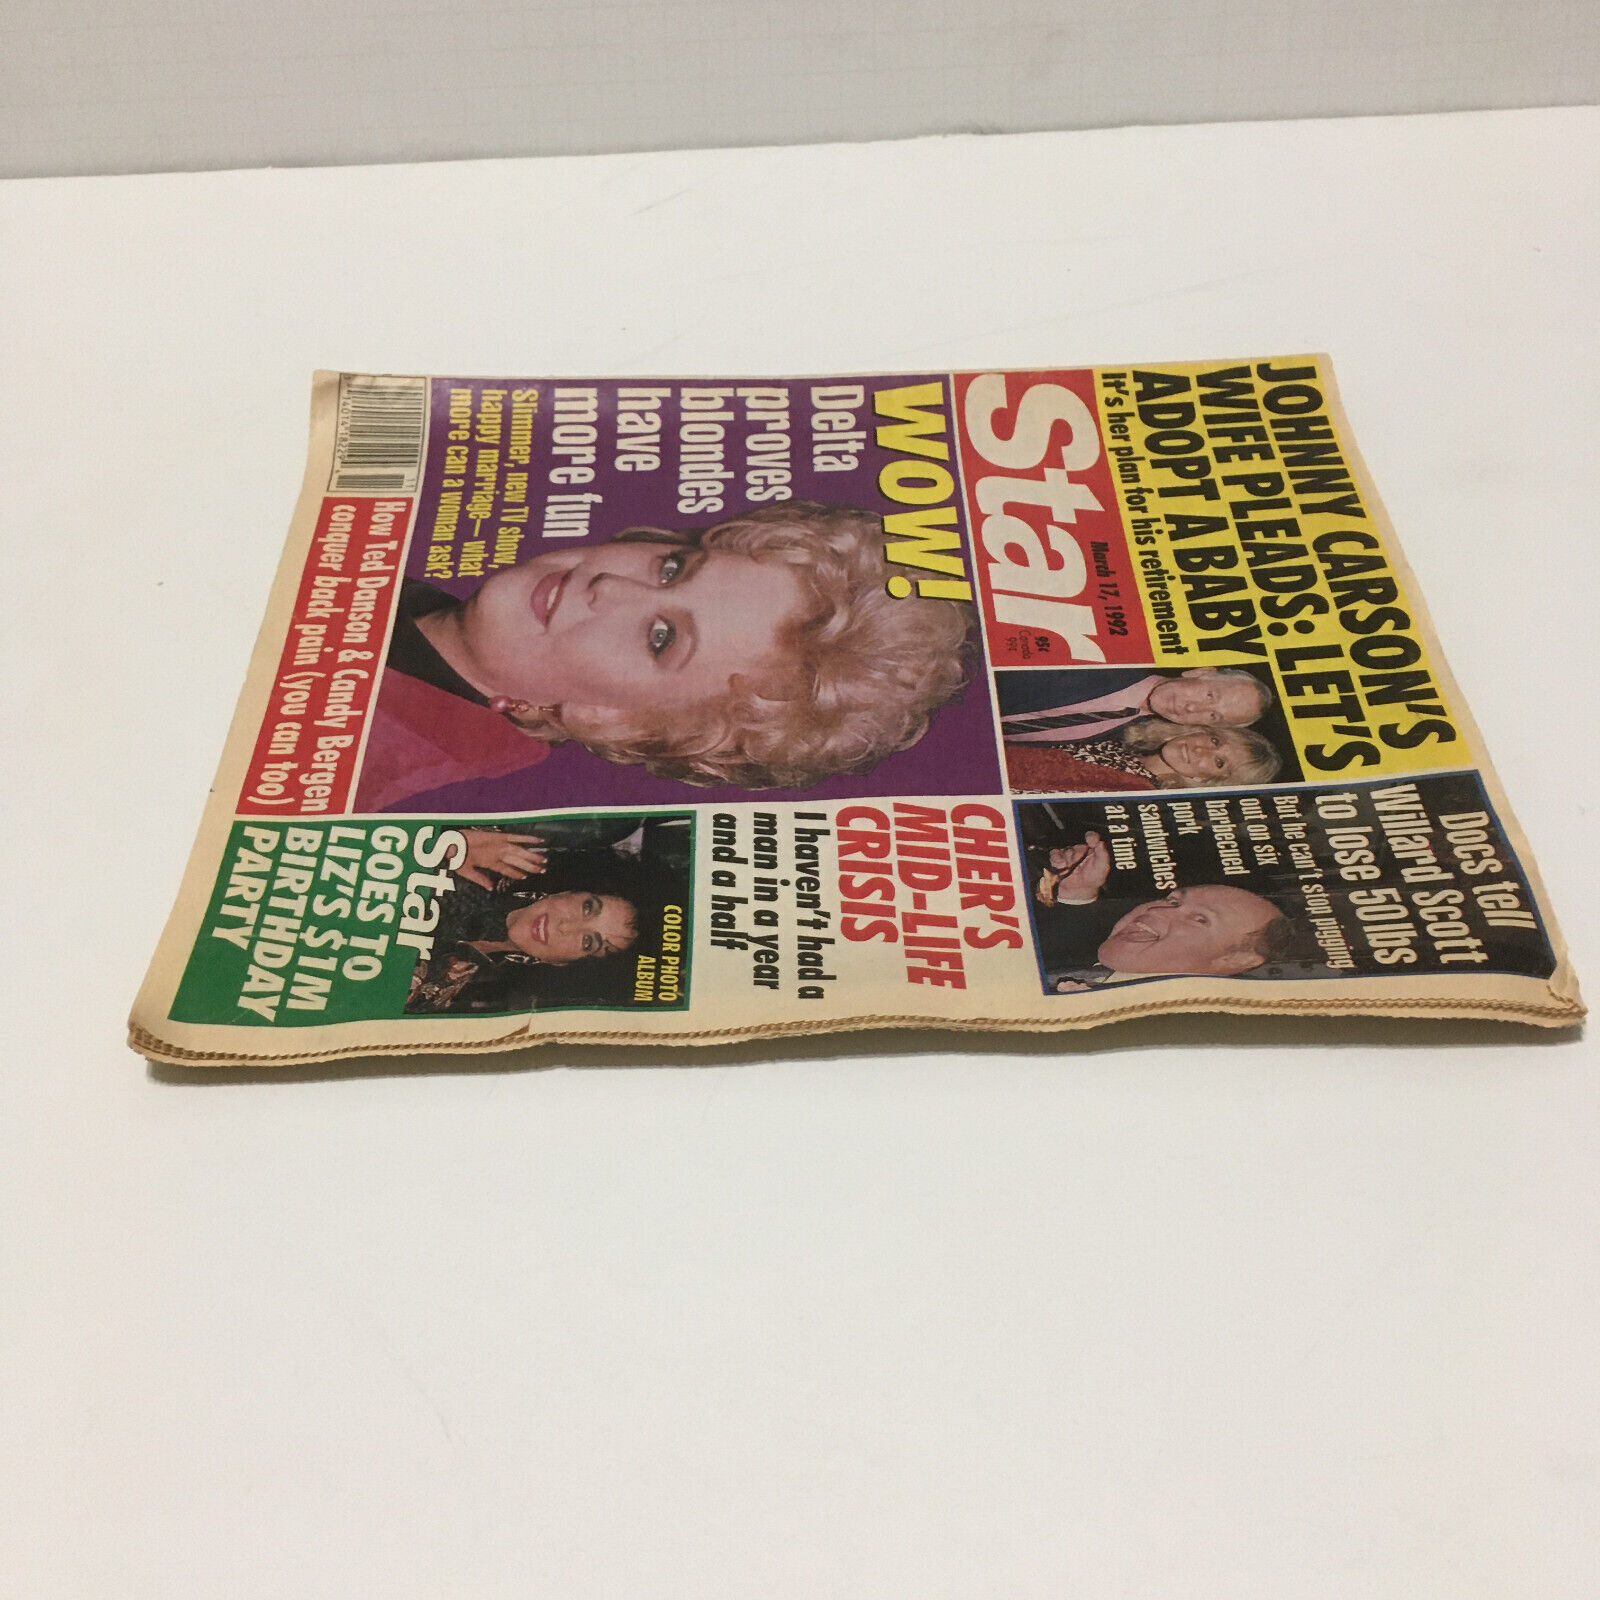 JOHNNY CARSON'S
WIFE PLEADS: LET'S
ADOPT A BABY
It's her plan for his retirement
Star
March 17, 1992
95¢
Canada
99¢
Docs tell
Willard Scott
to lose 50lbs
But he can't stop pigging
out on six
barbecued
pork
sandwiches
at a time
WOW!
Delta
proves
blondes
have
more fun
Slimmer, new TV show,
happy marriage— what
more can a woman ask?
CHER'S
MID-LIFE
CRISIS
I haven't had a
man in a year
and a half
COLOR PHOTO
ALBUM
Star
GOES TO
LIZ'S $1M
BIRTHDAY
PARTY
How Ted Danson & Candy Bergen
conquer back pain (you can too)
11